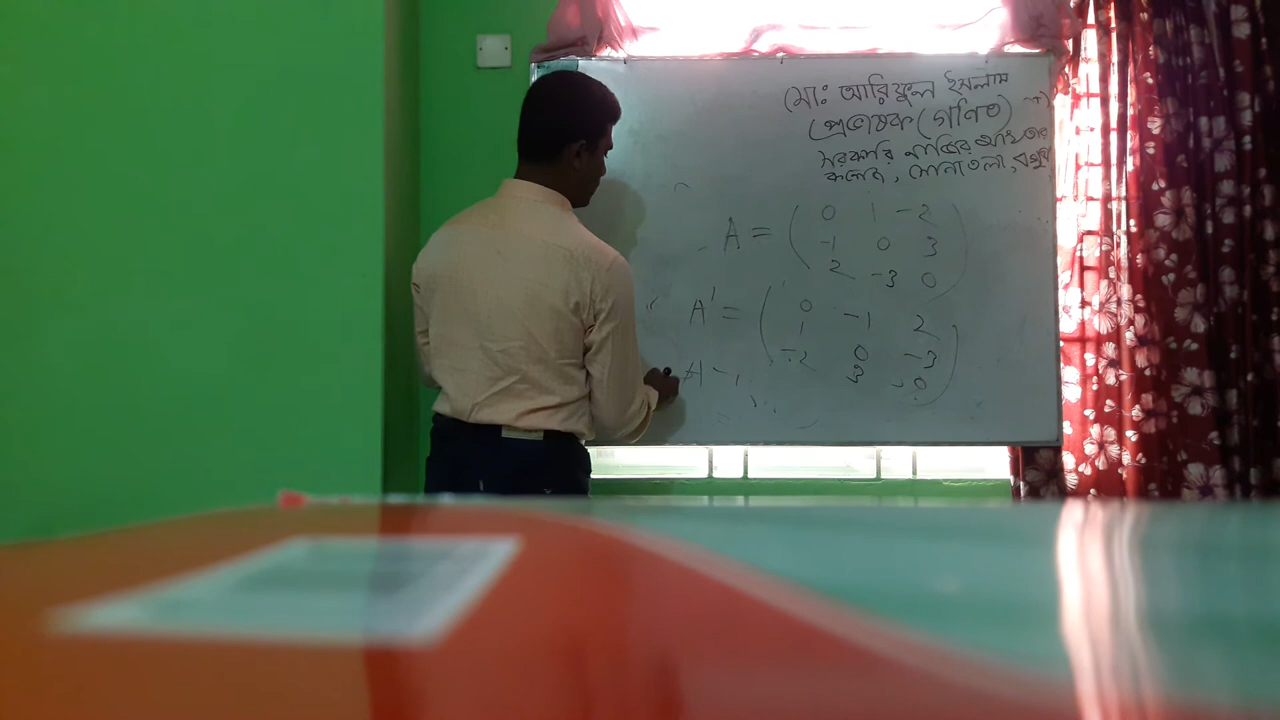 মোঃ আরিফুল ইসলাম
প্রভাষক (গণিত)
সরকারি নাজির আখতার
কলেজ, সোনাতলা, বগুড়া
A = ( 0 1 -2
-1 0 3
2 -3 0 )
A' = ( 0 -1 2
1 0 -3
-2 3 0 )
A